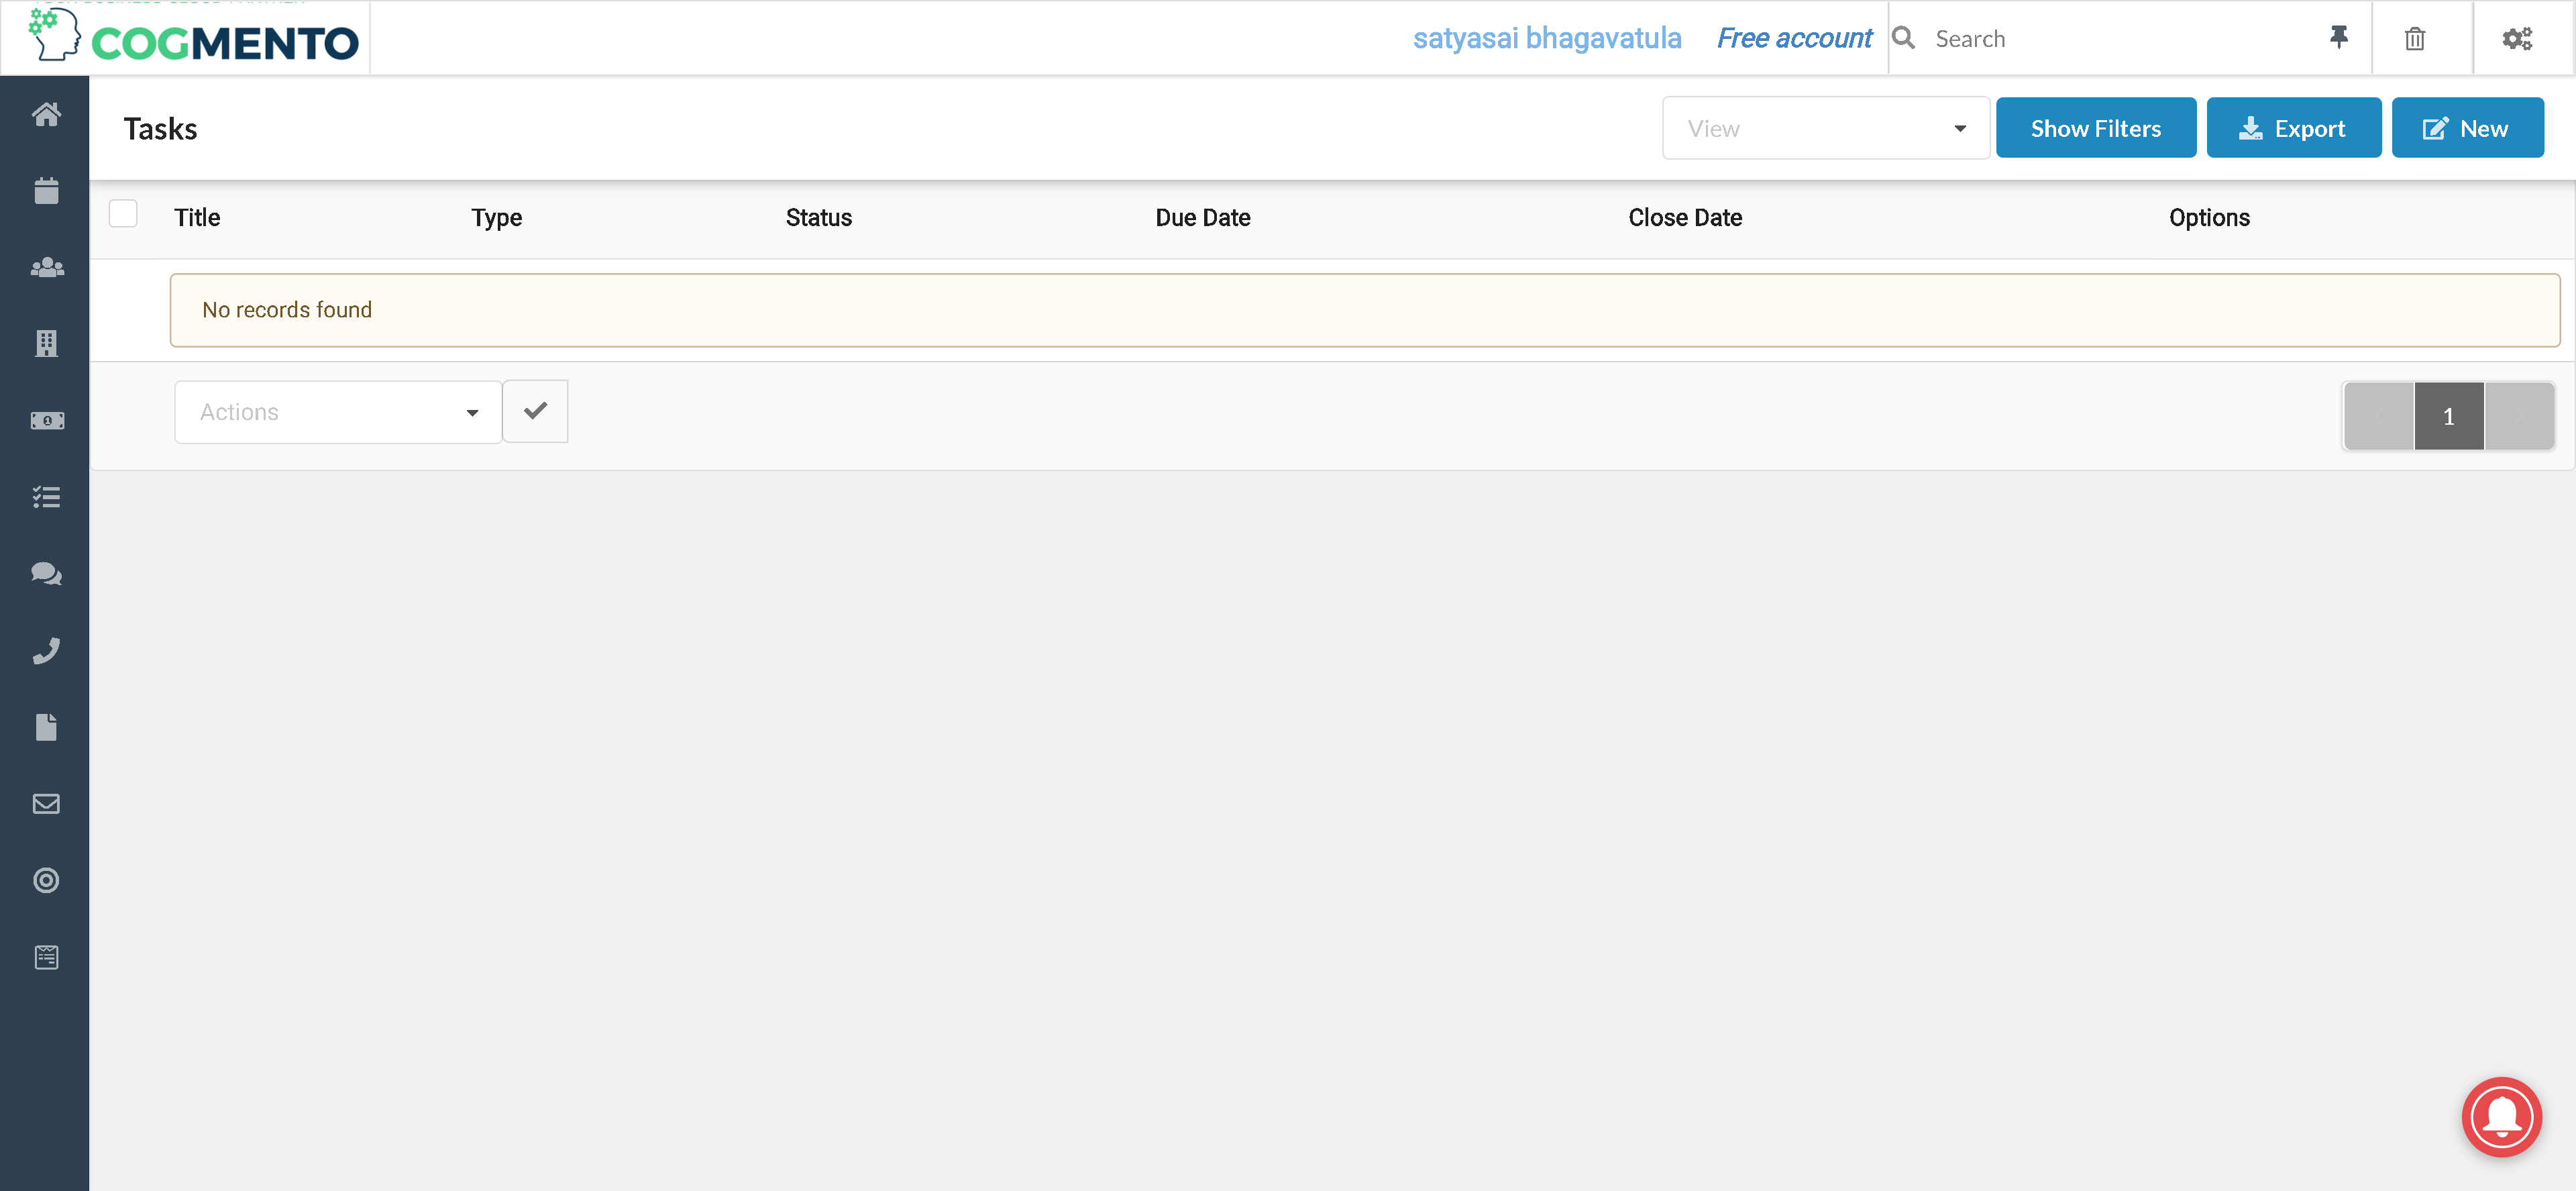 COGMENTO
satyasai bhagavatula Free account Search
Tasks
View Show Filters Export New
Title Type Status Due Date Close Date Options
No records found
Actions 1